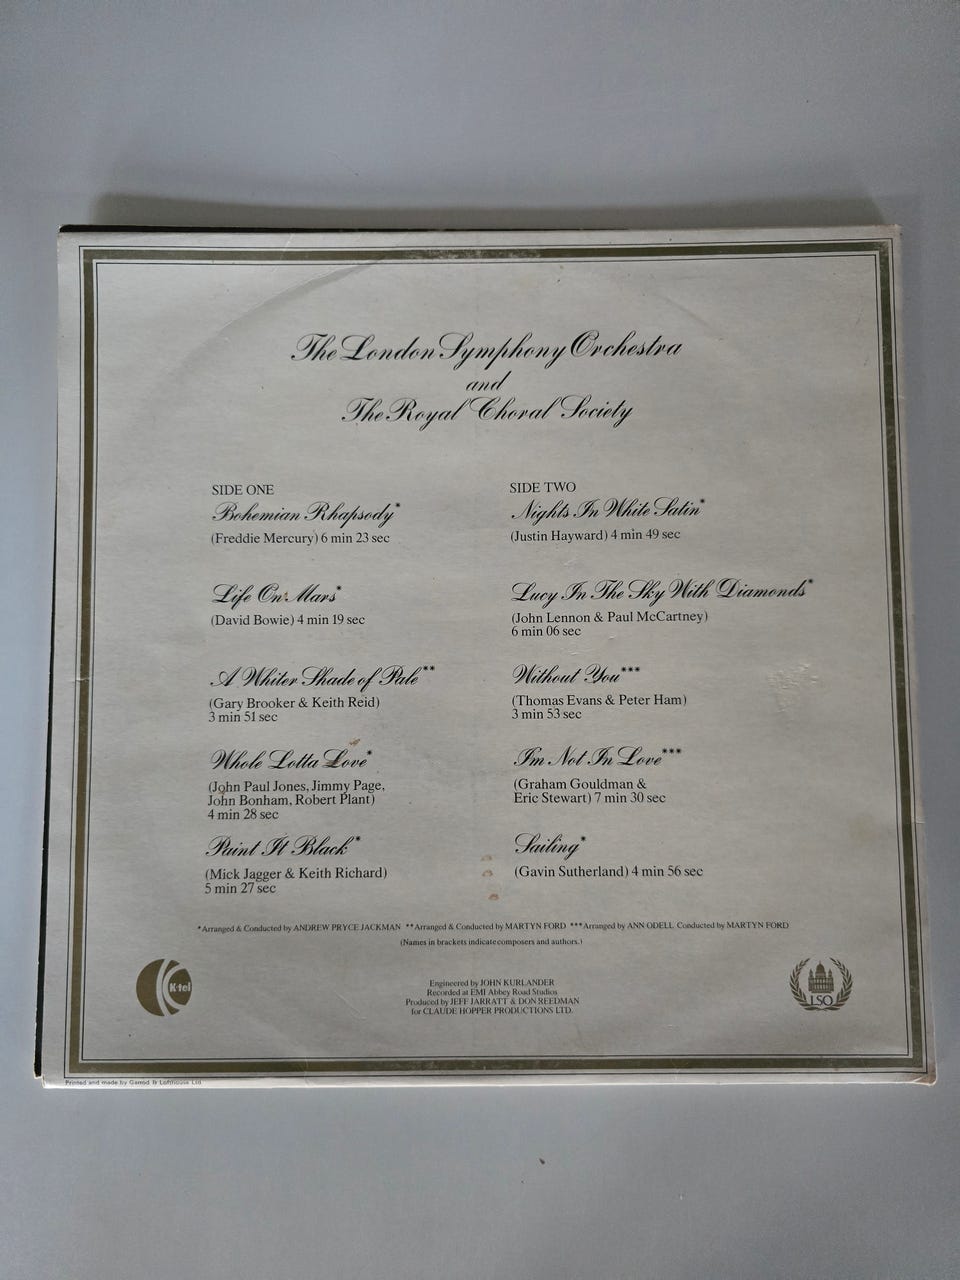 The London Symphony Orchestra
and
The Royal Choral Society
SIDE ONE
Bohemian Rhapsody*
(Freddie Mercury) 6 min 23 sec
Life On Mars*
(David Bowie) 4 min 19 sec
A Whiter Shade of Pale**
(Gary Brooker & Keith Reid)
3 min 51 sec
Whole Lotta Love*
(John Paul Jones, Jimmy Page,
John Bonham, Robert Plant)
4 min 28 sec
Paint It Black*
(Mick Jagger & Keith Richard)
5 min 27 sec
SIDE TWO
Nights In White Satin*
(Justin Hayward) 4 min 49 sec
Lucy In The Sky With Diamonds*
(John Lennon & Paul McCartney)
6 min 06 sec
Without You***
(Thomas Evans & Peter Ham)
3 min 53 sec
I'm Not In Love***
(Graham Gouldman &
Eric Stewart) 7 min 30 sec
Sailing*
(Gavin Sutherland) 4 min 56 sec
*Arranged & Conducted by ANDREW PRYCE JACKMAN **Arranged & Conducted by MARTYN FORD ***Arranged by ANN ODELL Conducted by MARTYN FORD
(Names in brackets indicate composers and authors.)
K-tel
Engineered by JOHN KURLANDER
Recorded at EMI Abbey Road Studios
Produced by JEFF JARRATT & DON REEDMAN
for CLAUDE HOPPER PRODUCTIONS LTD.
LSO
Printed and made by Garrod & Lofthouse Ltd